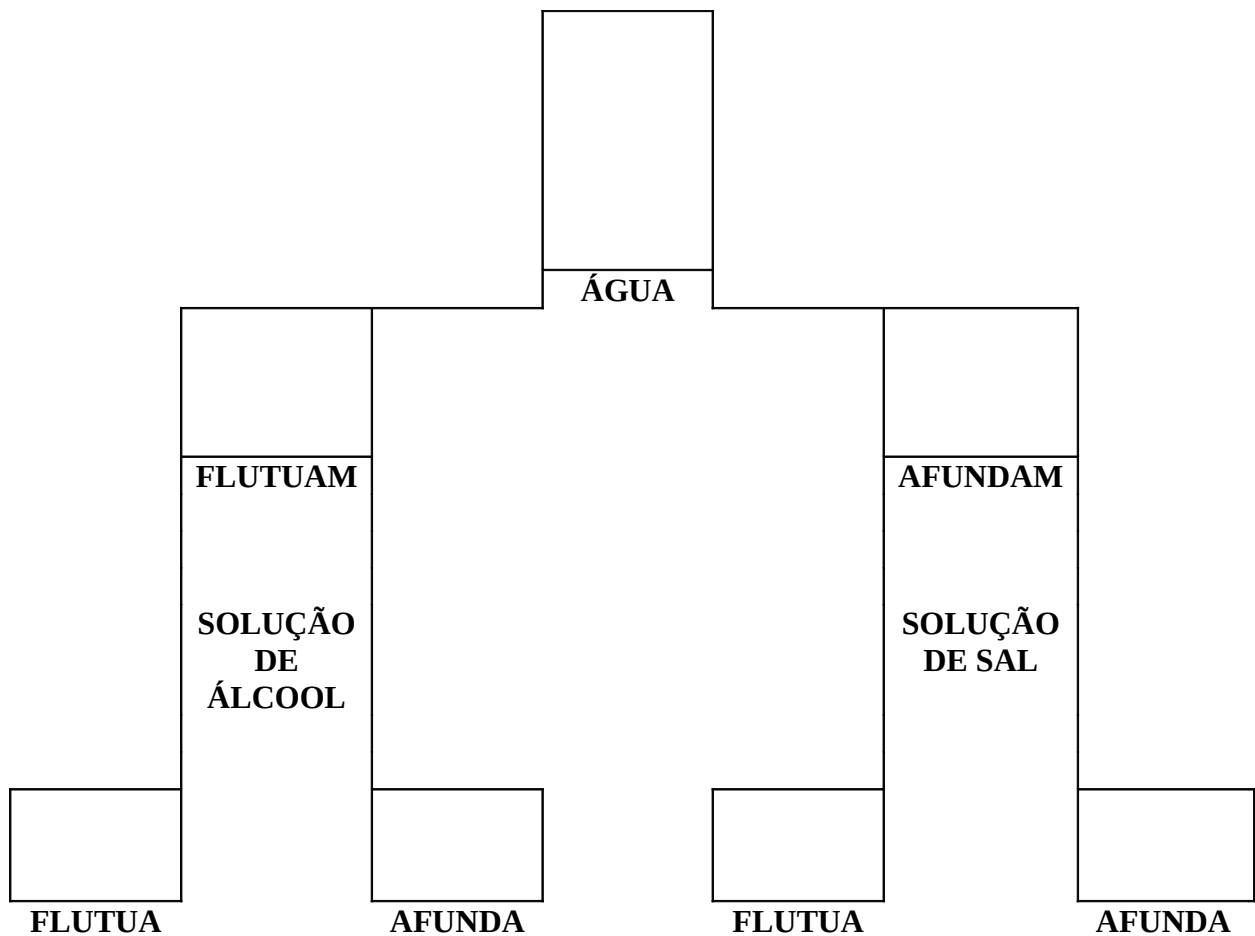 ÁGUA
FLUTUAM
AFUNDAM
SOLUÇÃO
DE
ÁLCOOL
SOLUÇÃO
DE SAL
FLUTUA
AFUNDA
FLUTUA
AFUNDA